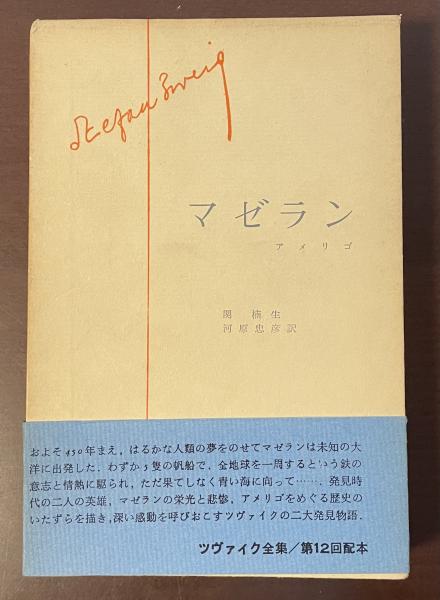 Stefan Zweig
マゼラン
アメリゴ
関 楠生
河原忠彦訳
およそ450年まえ，はるかな人類の夢をのせてマゼランは未知の大
洋に出発した．わずか5隻の帆船で，全地球を一周するという鉄の
意志と情熱に駆られ，ただ果てしなく青い海に向って……．発見時
代の二人の英雄，マゼランの栄光と悲惨，アメリゴをめぐる歴史の
いたずらを描き，深い感動を呼びおこすツヴァイクの二大発見物語．
ツヴァイク全集／第12回配本